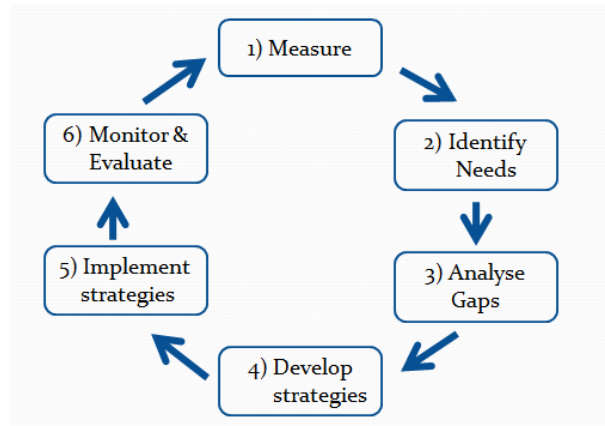 1) Measure
2) Identify
Needs
3) Analyse
Gaps
4) Develop
strategies
5) Implement
strategies
6) Monitor &
Evaluate